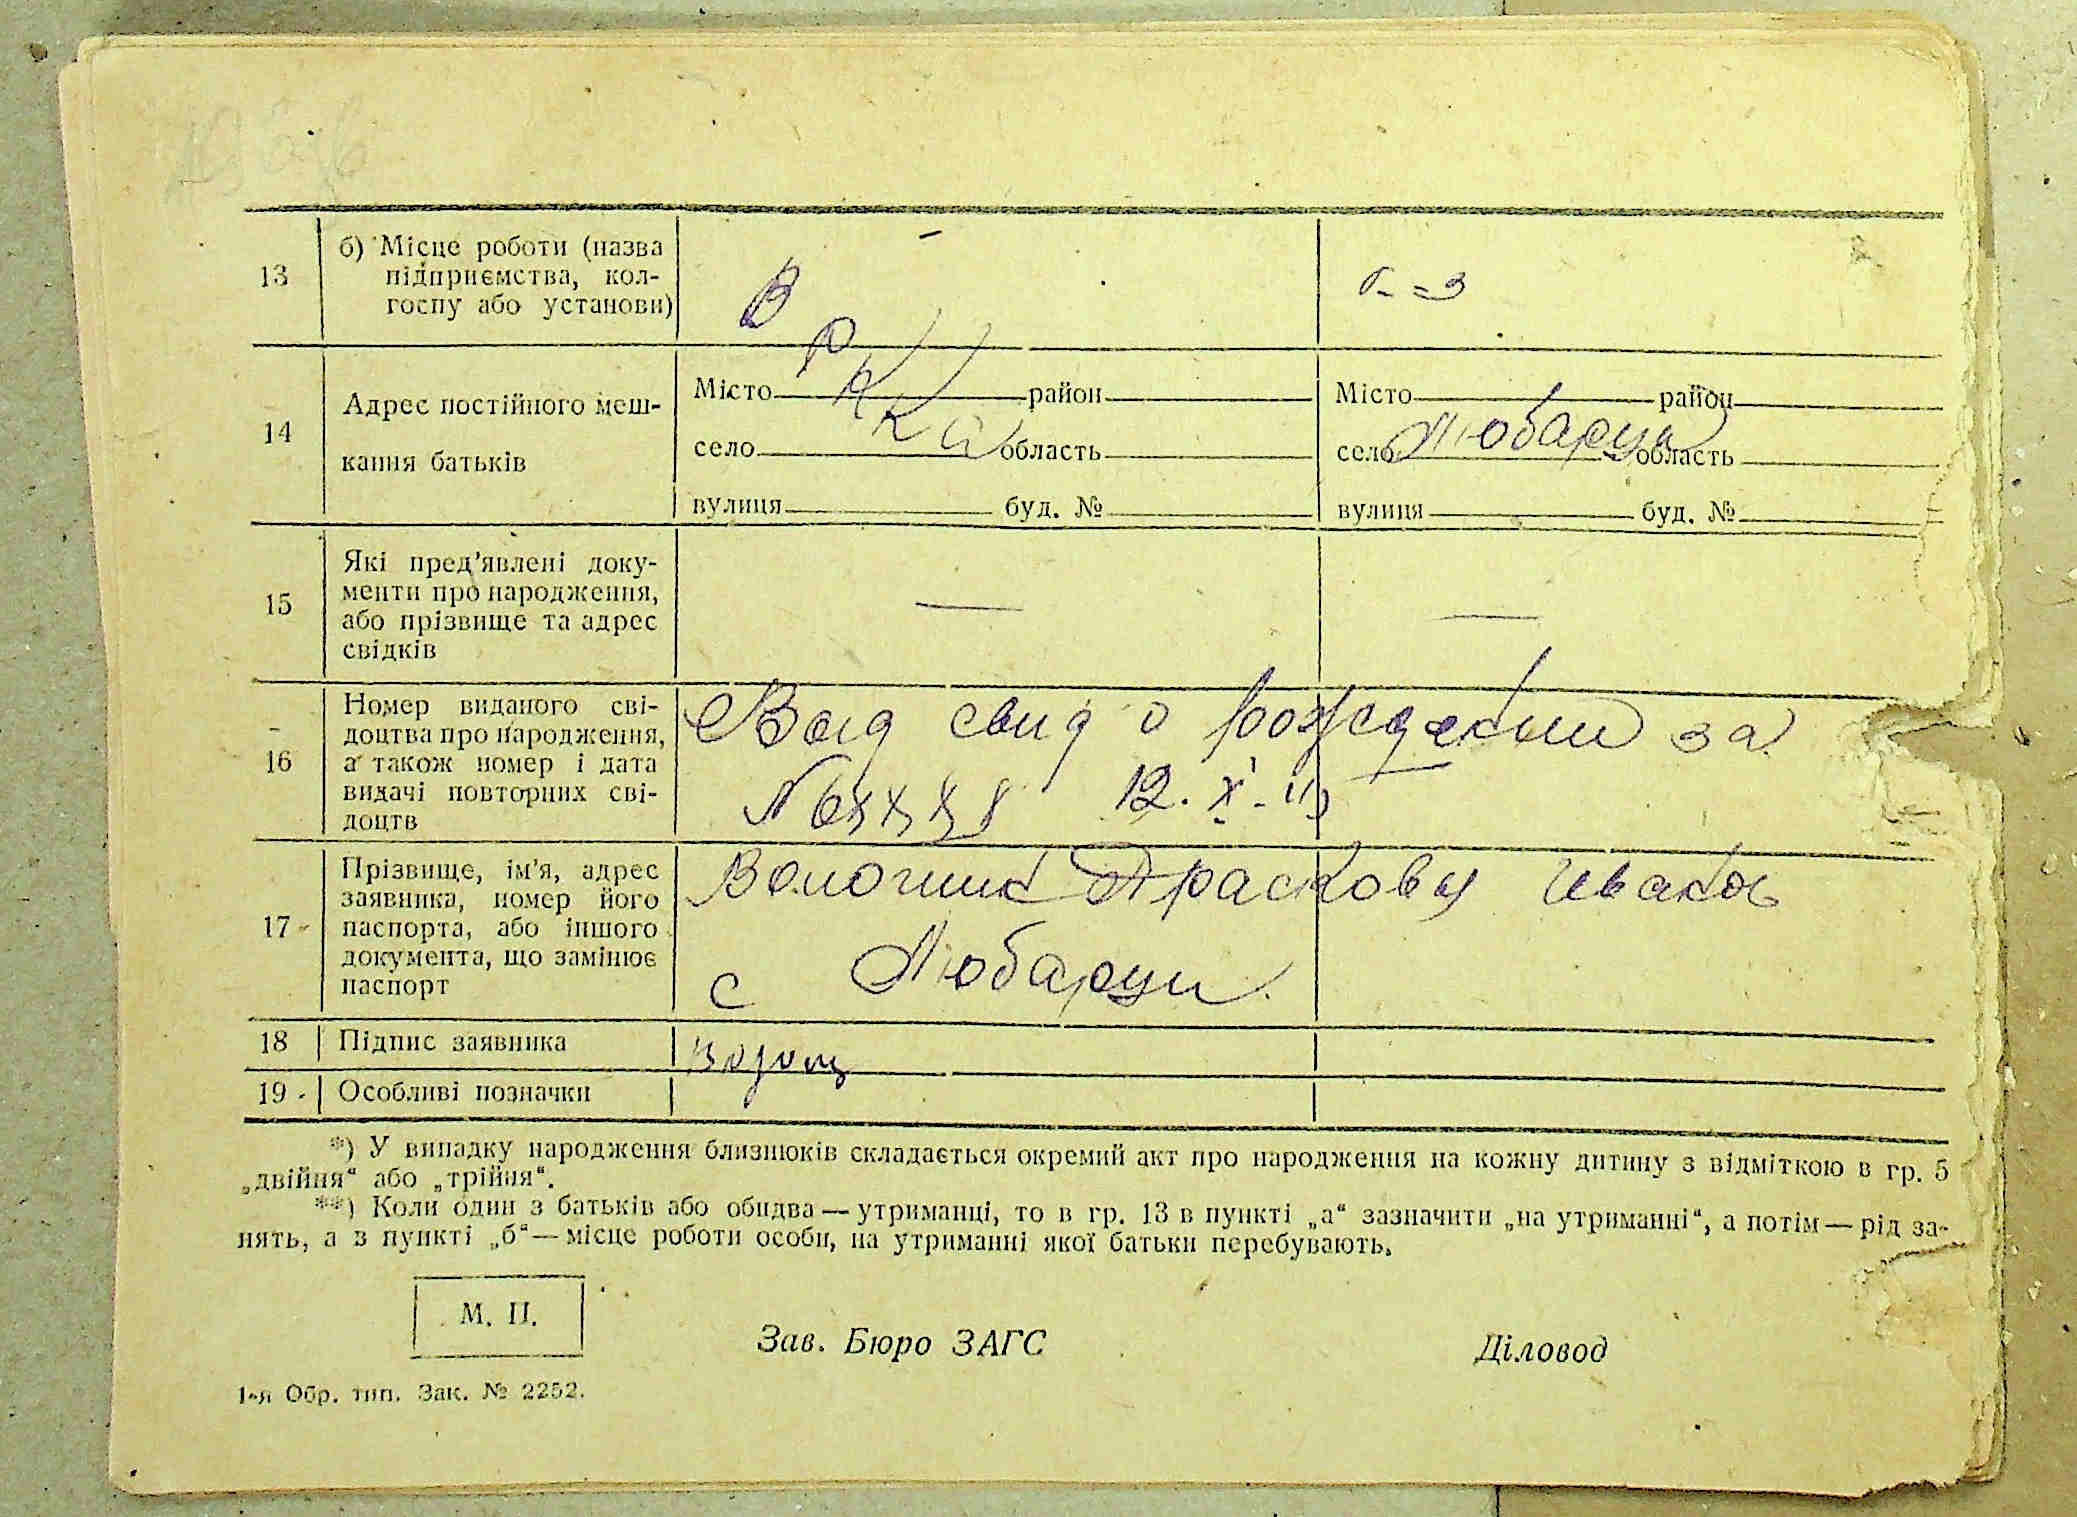 13
б) Місце роботи (назва
підприємства, кол-
госпу або установи)
В
Р К К А
14
Адрес постійного меш-
кання батьків
Місто район
село область
вулиця буд. №
Місто район
село Любарци область
вулиця буд. №
15
Які пред'явлені доку-
менти про народження,
або прізвище та адрес
свідків
—
—
16
Номер виданого сві-
доцтва про народження,
а також номер і дата
видачі повторних сві-
доцтв
Выд свид о рождении за
12. XI
17
Прізвище, ім'я, адрес
заявника, номер його
паспорта, або іншого
документа, що замінює
паспорт
Прасковя Иванов
с Любарци.
18
Підпис заявника
19
Особливі позначки
*) У випадку народження близнюків складається окремий акт про народження на кожну дитину з відміткою в гр. 5
„двійня“ або „трійня“.
**) Коли один з батьків або обидва — утриманці, то в гр. 13 в пункті „а“ зазначити „на утриманні“, а потім — рід за-
нять, а в пункті „б“ — місце роботи особи, на утриманні якої батьки перебувають.
М. П.
Зав. Бюро ЗАГС
Діловод
1-я Обр. тип. Зак. № 2252.